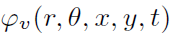 φᵥ(r, θ, x, y, t)